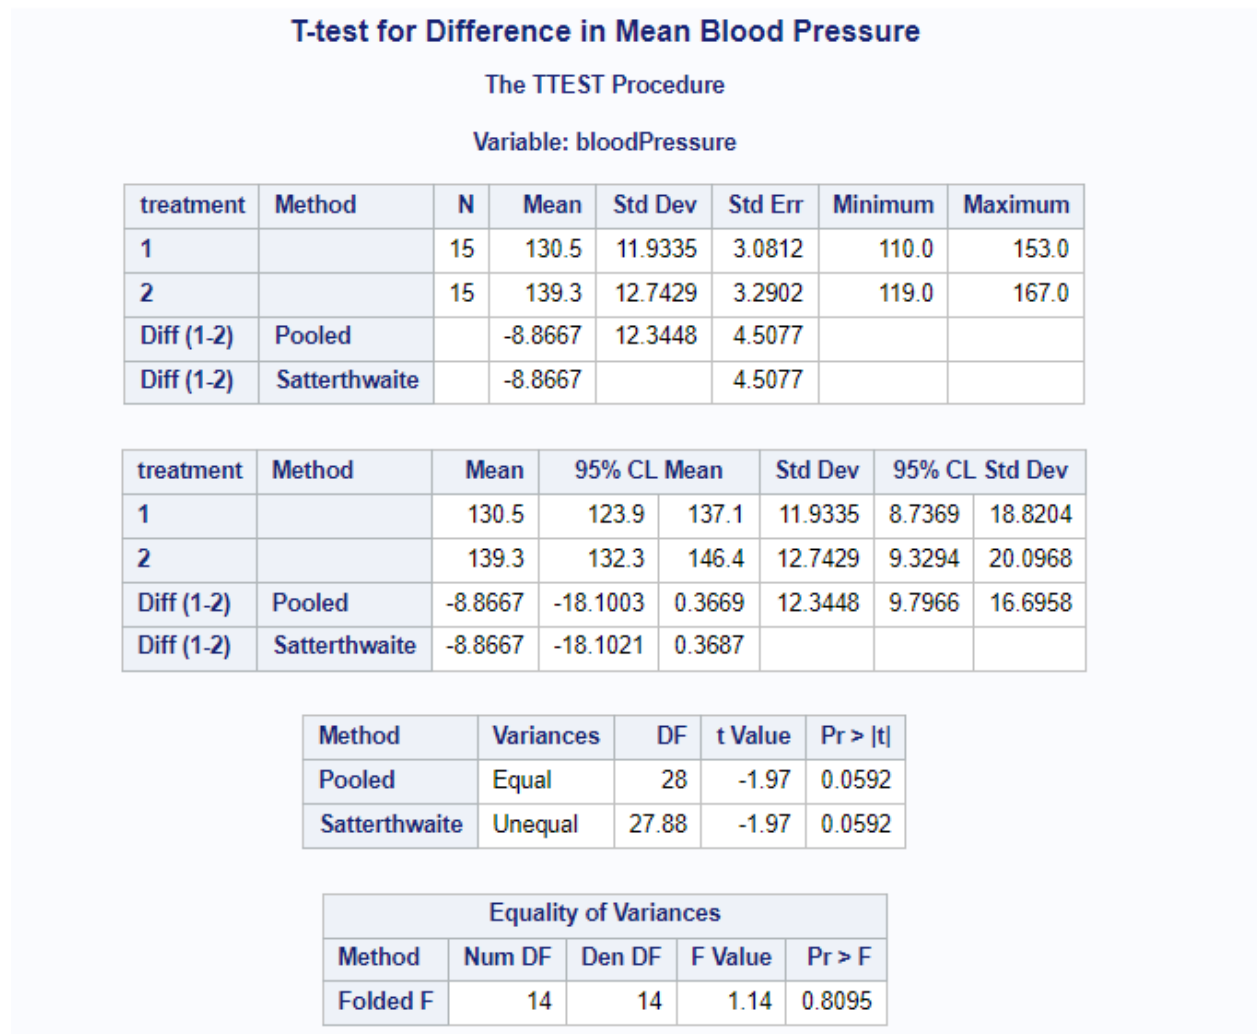 T-test for Difference in Mean Blood Pressure
The TTEST Procedure
Variable: bloodPressure
treatment Method N Mean Std Dev Std Err Minimum Maximum
1 15 130.5 11.9335 3.0812 110.0 153.0
2 15 139.3 12.7429 3.2902 119.0 167.0
Diff (1-2) Pooled -8.8667 12.3448 4.5077
Diff (1-2) Satterthwaite -8.8667 4.5077
treatment Method Mean 95% CL Mean Std Dev 95% CL Std Dev
1 130.5 123.9 137.1 11.9335 8.7369 18.8204
2 139.3 132.3 146.4 12.7429 9.3294 20.0968
Diff (1-2) Pooled -8.8667 -18.1003 0.3669 12.3448 9.7966 16.6958
Diff (1-2) Satterthwaite -8.8667 -18.1021 0.3687
Method Variances DF t Value Pr > |t|
Pooled Equal 28 -1.97 0.0592
Satterthwaite Unequal 27.88 -1.97 0.0592
Equality of Variances
Method Num DF Den DF F Value Pr > F
Folded F 14 14 1.14 0.8095